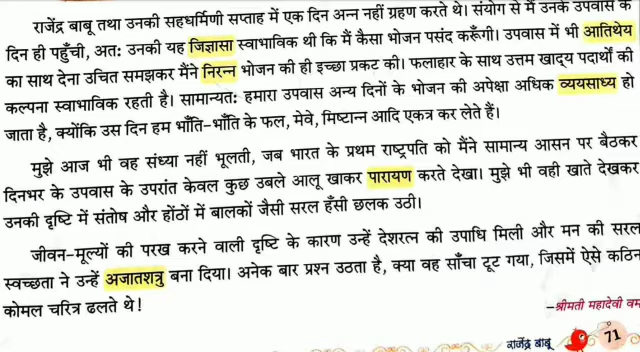 राजेंद्र बाबू तथा उनकी सहधर्मिणी सप्ताह में एक दिन अन्न नहीं ग्रहण करते थे। संयोग से मैं उनके उपवास के
दिन ही पहुँची, अतः उनकी यह जिज्ञासा स्वाभाविक थी कि मैं कैसा भोजन पसंद करूँगी। उपवास में भी आतिथेय
का साथ देना उचित समझकर मैंने निरन्न भोजन की ही इच्छा प्रकट की। फलाहार के साथ उत्तम खाद्य पदार्थों की
कल्पना स्वाभाविक रहती है। सामान्यतः हमारा उपवास अन्य दिनों के भोजन की अपेक्षा अधिक व्ययसाध्य हो
जाता है, क्योंकि उस दिन हम भाँति-भाँति के फल, मेवे, मिष्टान्न आदि एकत्र कर लेते हैं।
मुझे आज भी वह संध्या नहीं भूलती, जब भारत के प्रथम राष्ट्रपति को मैंने सामान्य आसन पर बैठकर
दिनभर के उपवास के उपरांत केवल कुछ उबले आलू खाकर पारायण करते देखा। मुझे भी वही खाते देखकर
उनकी दृष्टि में संतोष और होंठों में बालकों जैसी सरल हँसी छलक उठी।
जीवन-मूल्यों की परख करने वाली दृष्टि के कारण उन्हें देशरत्न की उपाधि मिली और मन की सरल
स्वच्छता ने उन्हें अजातशत्रु बना दिया। अनेक बार प्रश्न उठता है, क्या वह साँचा टूट गया, जिसमें ऐसे कठिन
कोमल चरित्र ढलते थे!
–श्रीमती महादेवी वम
राजेंद्र बाबू 71